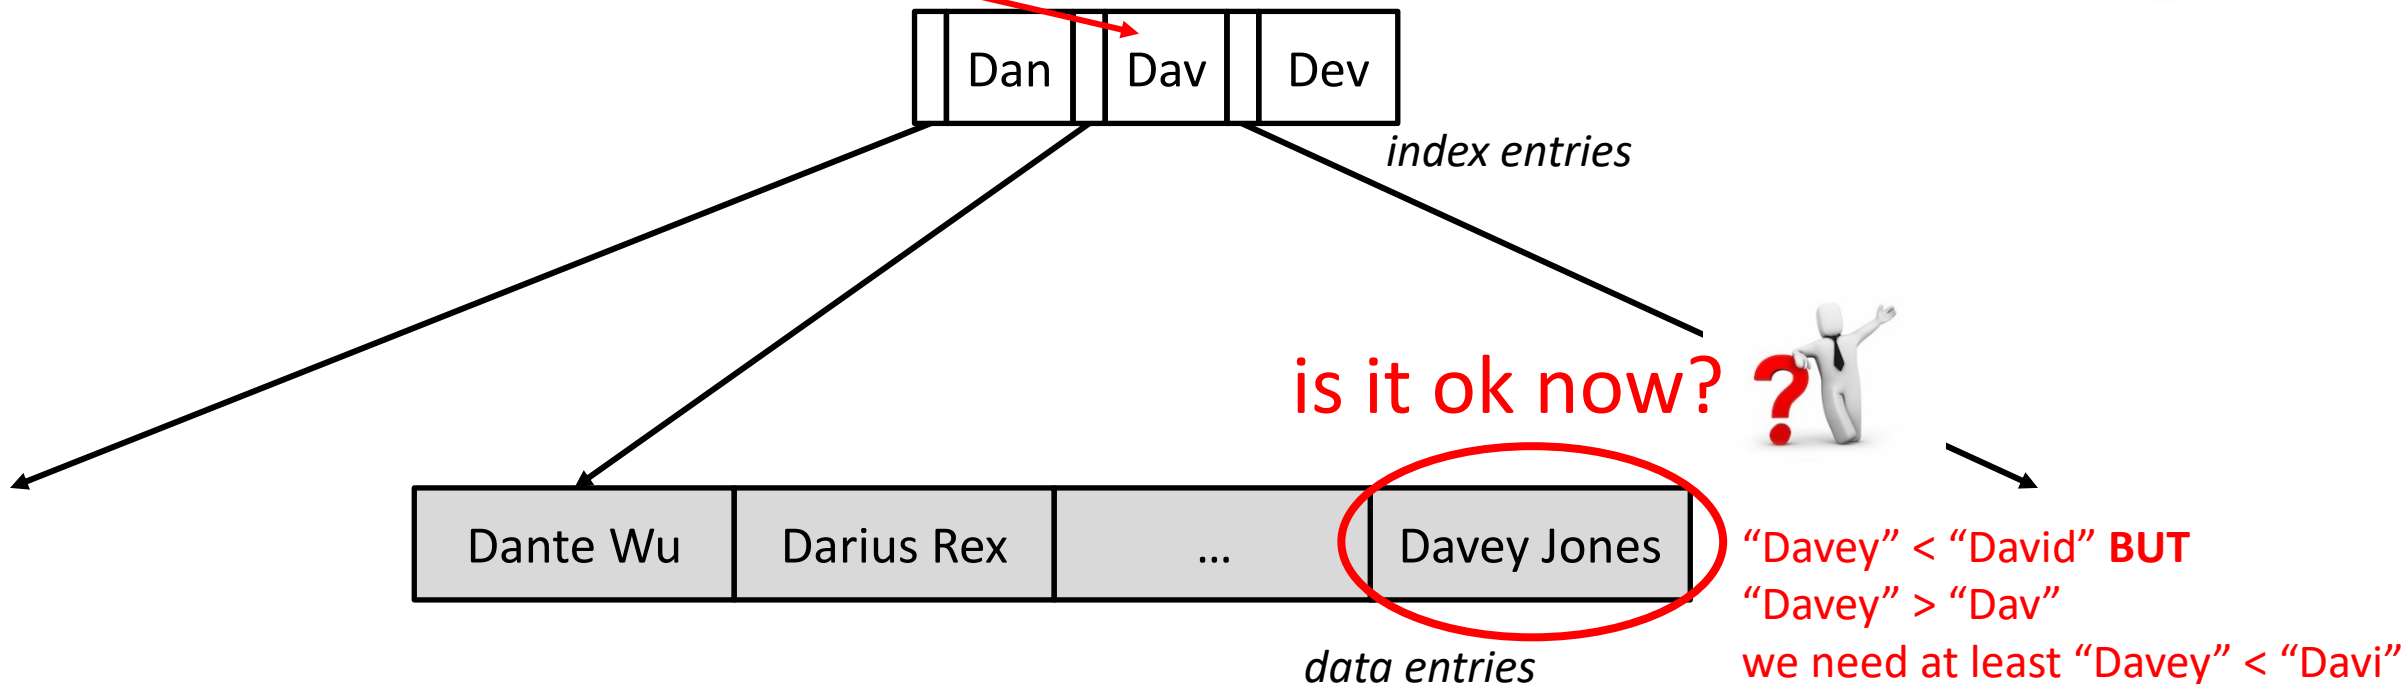 Dan Dav Dev
index entries
is it ok now? ?
Dante Wu Darius Rex ... Davey Jones
“Davey” < “David” BUT
“Davey” > “Dav”
we need at least “Davey” < “Davi”
data entries